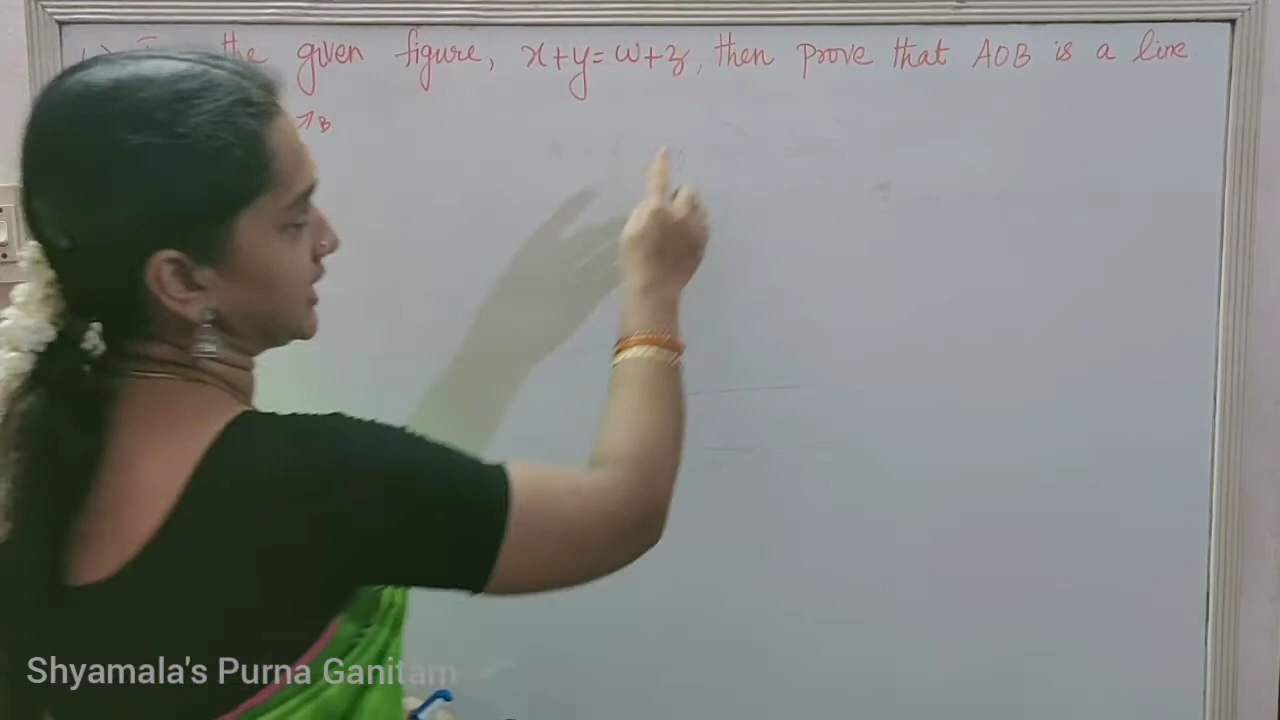 the given figure, x+y=w+z, then prove that AOB is a line
B
Shyamala's Purna Ganitam